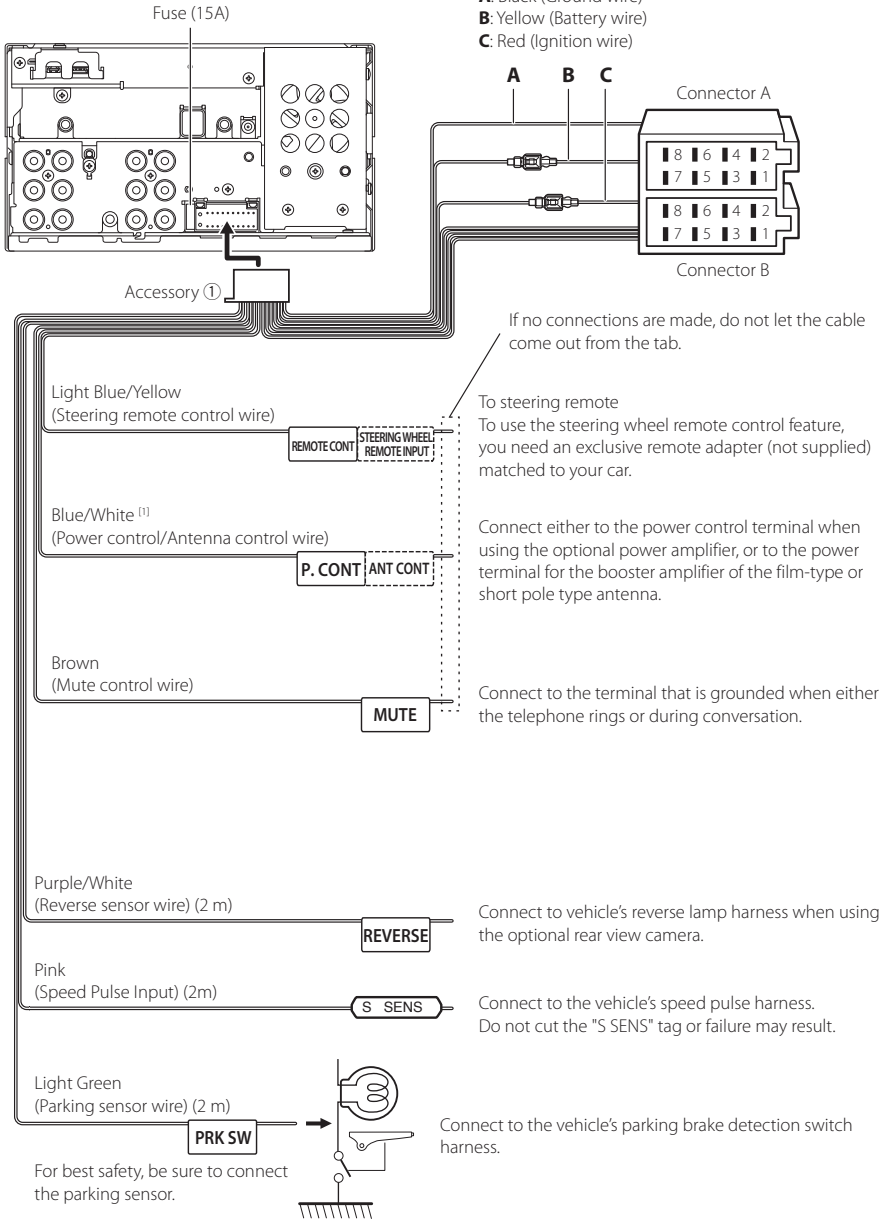 A: Black (Ground wire)
B: Yellow (Battery wire)
C: Red (Ignition wire)
Fuse (15A)
A B C
Connector A
8 6 4 2
7 5 3 1
8 6 4 2
7 5 3 1
Connector B
Accessory ①
If no connections are made, do not let the cable
come out from the tab.
Light Blue/Yellow
(Steering remote control wire)
REMOTE CONT
STEERING WHEEL
REMOTE INPUT
To steering remote
To use the steering wheel remote control feature,
you need an exclusive remote adapter (not supplied)
matched to your car.
Blue/White [1]
(Power control/Antenna control wire)
P. CONT ANT CONT
Connect either to the power control terminal when
using the optional power amplifier, or to the power
terminal for the booster amplifier of the film-type or
short pole type antenna.
Brown
(Mute control wire)
MUTE
Connect to the terminal that is grounded when either
the telephone rings or during conversation.
Purple/White
(Reverse sensor wire) (2 m)
REVERSE
Connect to vehicle's reverse lamp harness when using
the optional rear view camera.
Pink
(Speed Pulse Input) (2m)
S SENS
Connect to the vehicle's speed pulse harness.
Do not cut the "S SENS" tag or failure may result.
Light Green
(Parking sensor wire) (2 m)
PRK SW
Connect to the vehicle's parking brake detection switch
harness.
For best safety, be sure to connect
the parking sensor.